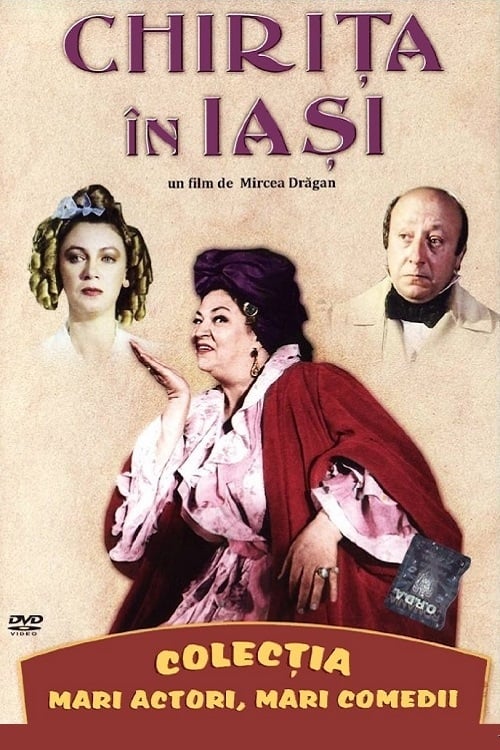 CHIRIȚA
ÎN IAȘI
un film de Mircea Drăgan
O.R.D.A.
DVD
VIDEO
COLECȚIA
MARI ACTORI, MARI COMEDII